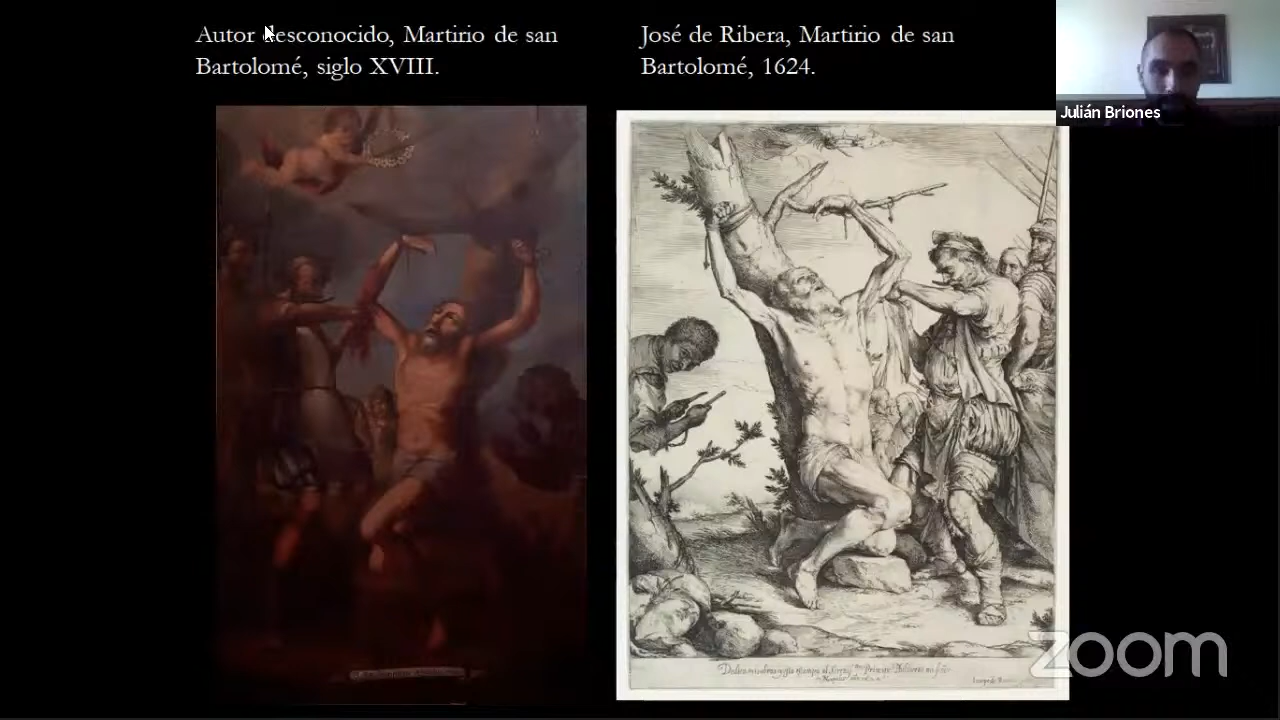 Autor desconocido, Martirio de san
Bartolomé, siglo XVIII.
José de Ribera, Martirio de san
Bartolomé, 1624.
Julián Briones
zoom